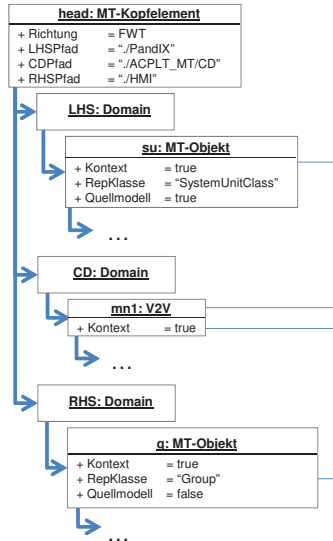 head: MT-Kopfelement
+ Richtung = FWT
+ LHSPfad = “./PandIX”
+ CDPfad = “./ACPLT_MT/CD”
+ RHSPfad = “./HMI”
LHS: Domain
su: MT-Objekt
+ Kontext = true
+ RepKlasse = “SystemUnitClass”
+ Quellmodell = true
...
CD: Domain
mn1: V2V
+ Kontext = true
...
RHS: Domain
g: MT-Objekt
+ Kontext = true
+ RepKlasse = “Group”
+ Quellmodell = false
...